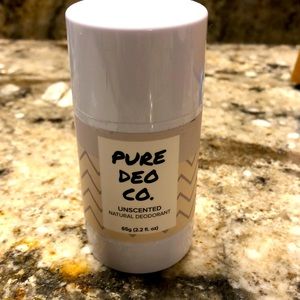 PURE
DEO
CO.
UNSCENTED
NATURAL DEODORANT
65g (2.2 fl. oz)